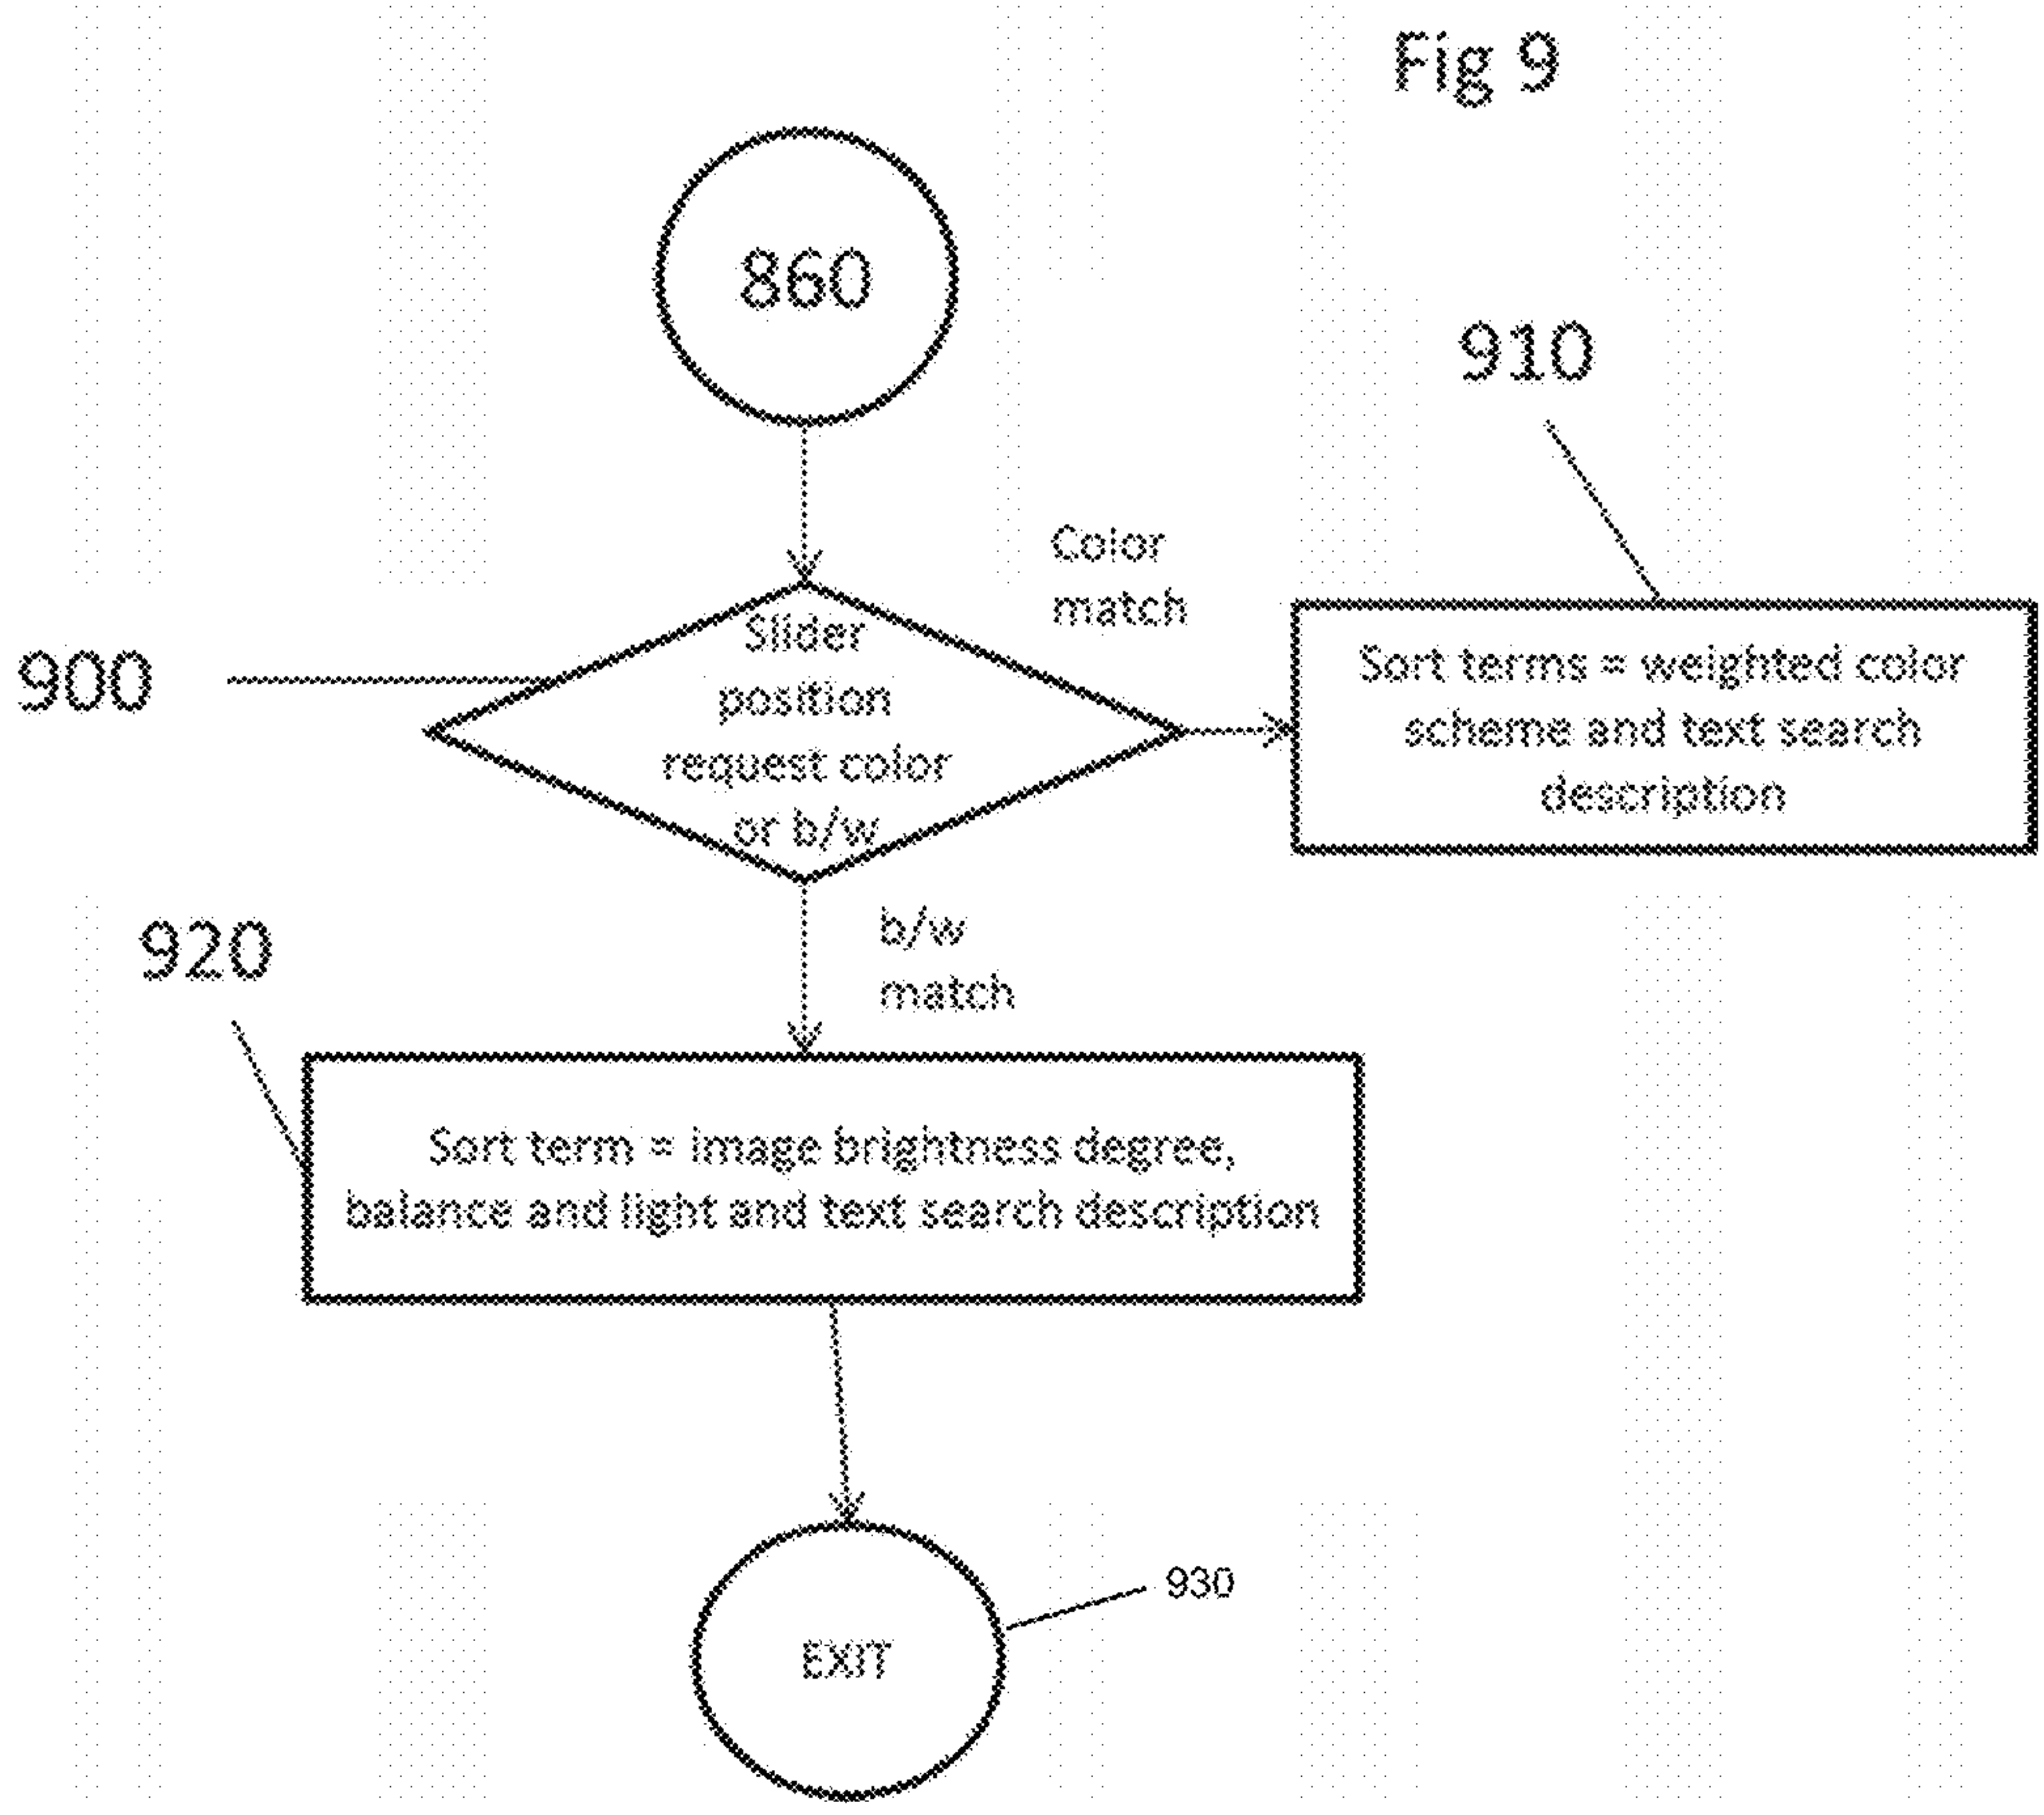 Fig 9
860
910
Color
match
900
Slider
position
request color
or b/w
Sort terms = weighted color
scheme and text search
description
920
b/w
match
Sort term = image brightness degree,
balance and light and text search description
930
EXIT